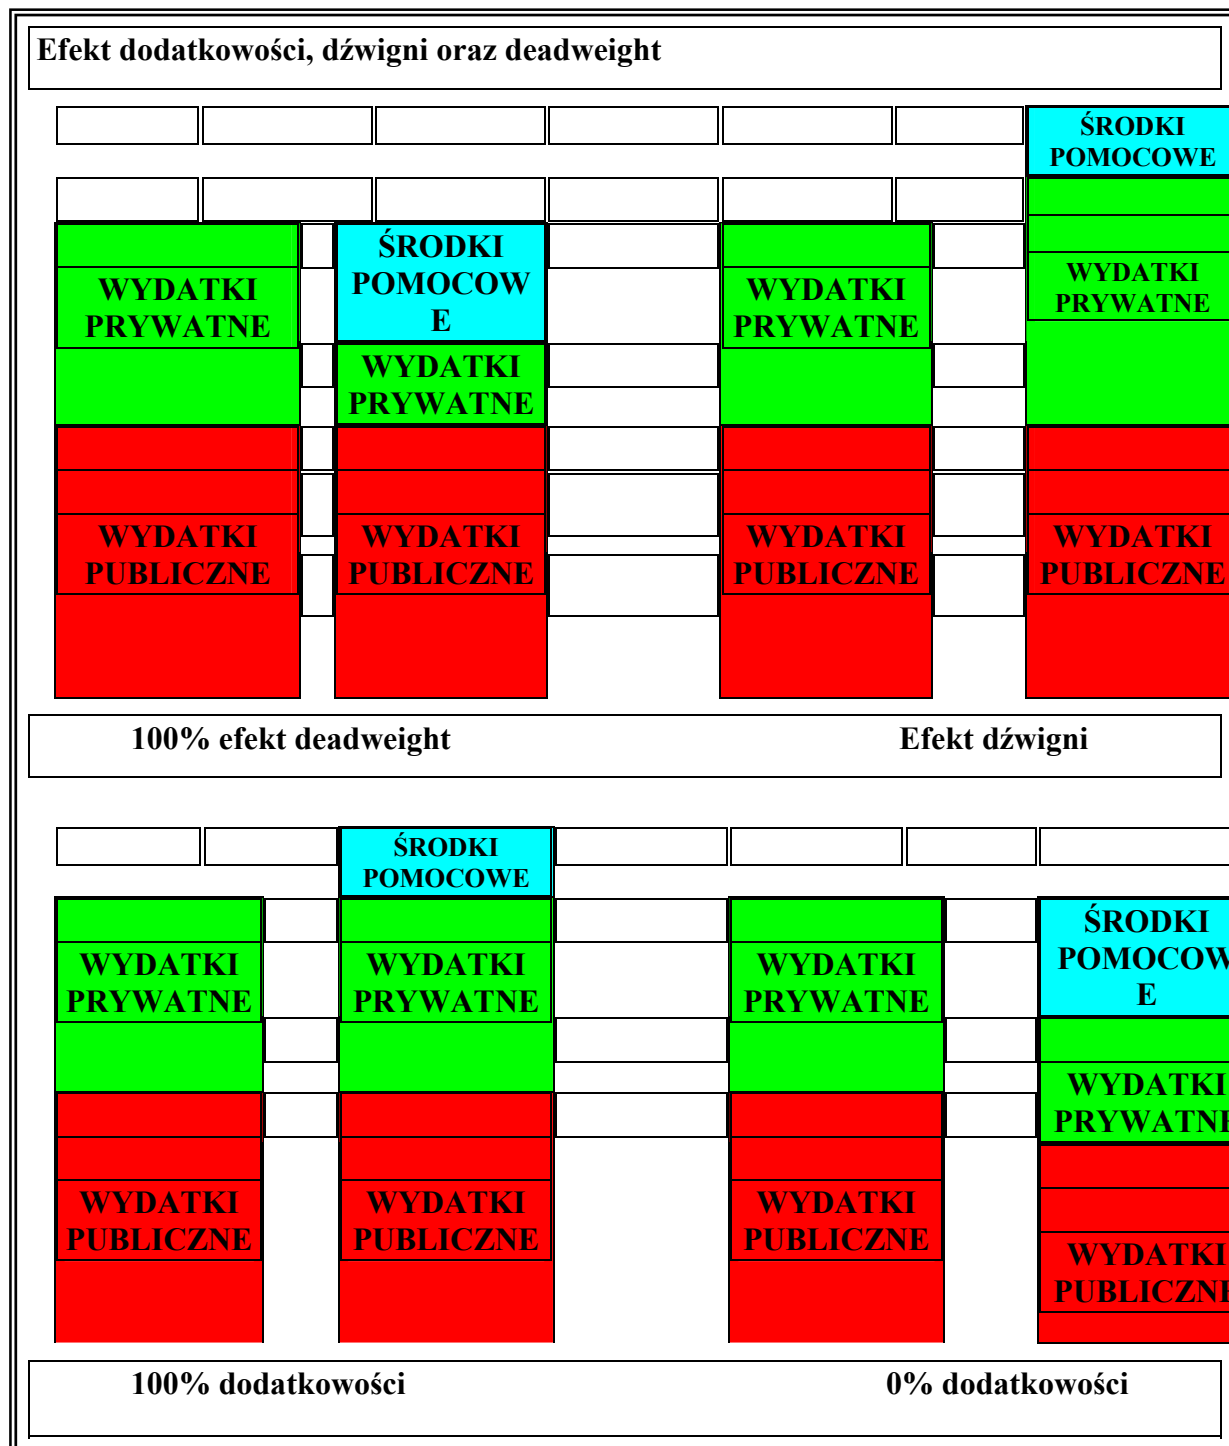 Efekt dodatkowości, dźwigni oraz deadweight
ŚRODKI
POMOCOWE
WYDATKI
PRYWATNE
ŚRODKI
POMOCOW
E
WYDATKI
PRYWATNE
WYDATKI
PRYWATNE
WYDATKI
PRYWATNE
WYDATKI
PUBLICZNE
WYDATKI
PUBLICZNE
WYDATKI
PUBLICZNE
WYDATKI
PUBLICZNE
100% efekt deadweight
Efekt dźwigni
ŚRODKI
POMOCOWE
WYDATKI
PRYWATNE
WYDATKI
PRYWATNE
WYDATKI
PRYWATNE
ŚRODKI
POMOCOW
E
WYDATKI
PRYWATNE
WYDATKI
PUBLICZNE
WYDATKI
PUBLICZNE
WYDATKI
PUBLICZNE
WYDATKI
PUBLICZNE
100% dodatkowości
0% dodatkowości